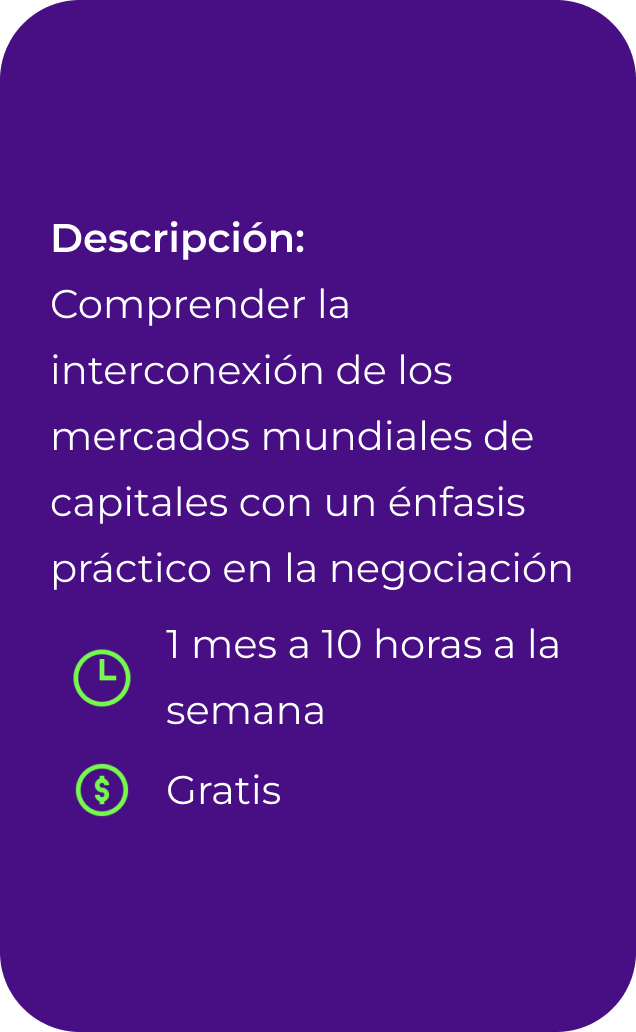 Descripción:
Comprender la
interconexión de los
mercados mundiales de
capitales con un énfasis
práctico en la negociación
1 mes a 10 horas a la
semana
$
Gratis